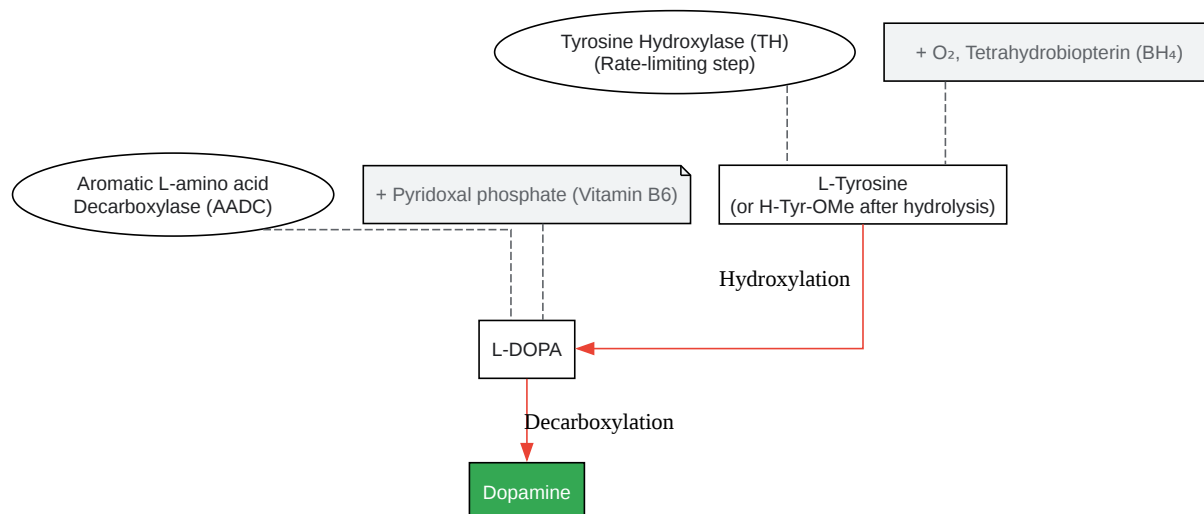 Tyrosine Hydroxylase (TH)
(Rate-limiting step)
+ O₂, Tetrahydrobiopterin (BH₄)
Aromatic L-amino acid
Decarboxylase (AADC)
+ Pyridoxal phosphate (Vitamin B6)
L-Tyrosine
(or H-Tyr-OMe after hydrolysis)
Hydroxylation
L-DOPA
Decarboxylation
Dopamine